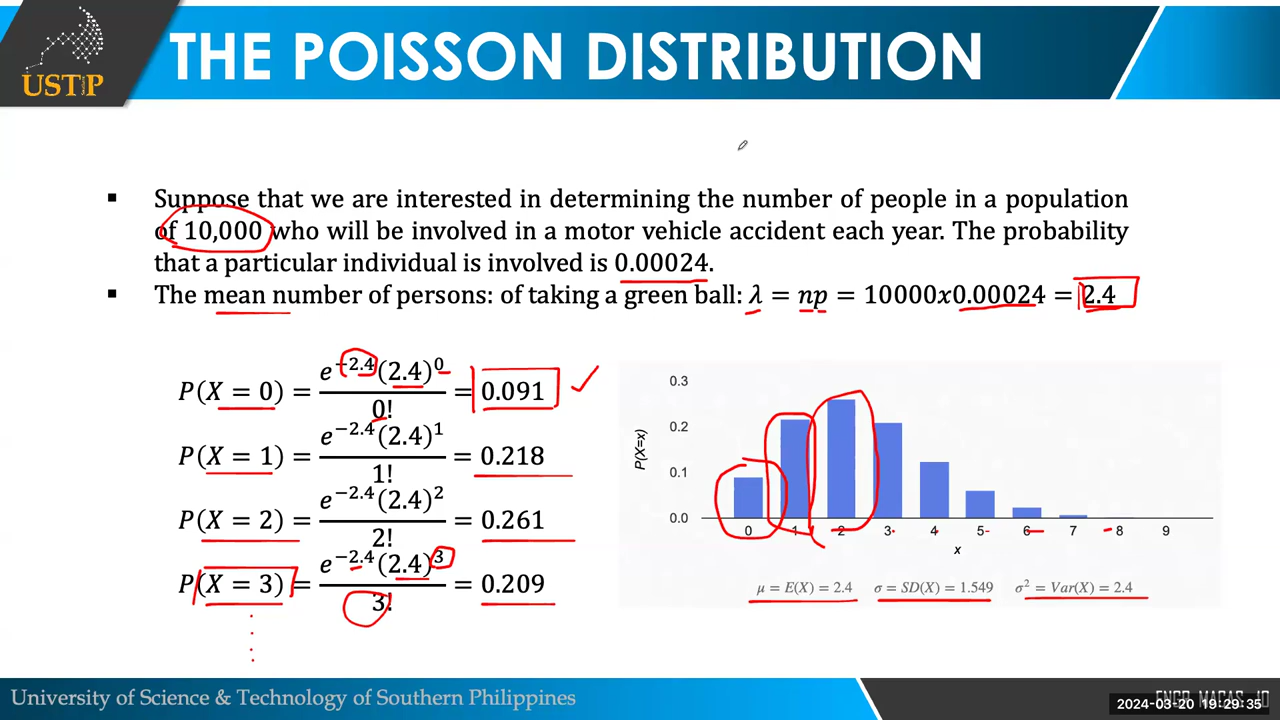 THE POISSON DISTRIBUTION
USTP
▪ Suppose that we are interested in determining the number of people in a population
of 10,000 who will be involved in a motor vehicle accident each year. The probability
that a particular individual is involved is 0.00024.
▪ The mean number of persons: of taking a green ball: λ = np = 10000x0.00024 = 2.4
P(X = 0) = e^−2.4 (2.4)^0 / 0! = 0.091
P(X = 1) = e^−2.4 (2.4)^1 / 1! = 0.218
P(X = 2) = e^−2.4 (2.4)^2 / 2! = 0.261
P(X = 3) = e^−2.4 (2.4)^3 / 3! = 0.209
0.3
0.2
0.1
0.0
P(X=x)
0 1 2 3 4 5 6 7 8 9
x
μ = E(X) = 2.4 σ = SD(X) = 1.549 σ² = Var(X) = 2.4
University of Science & Technology of Southern Philippines
2024-03-20 19:29:35